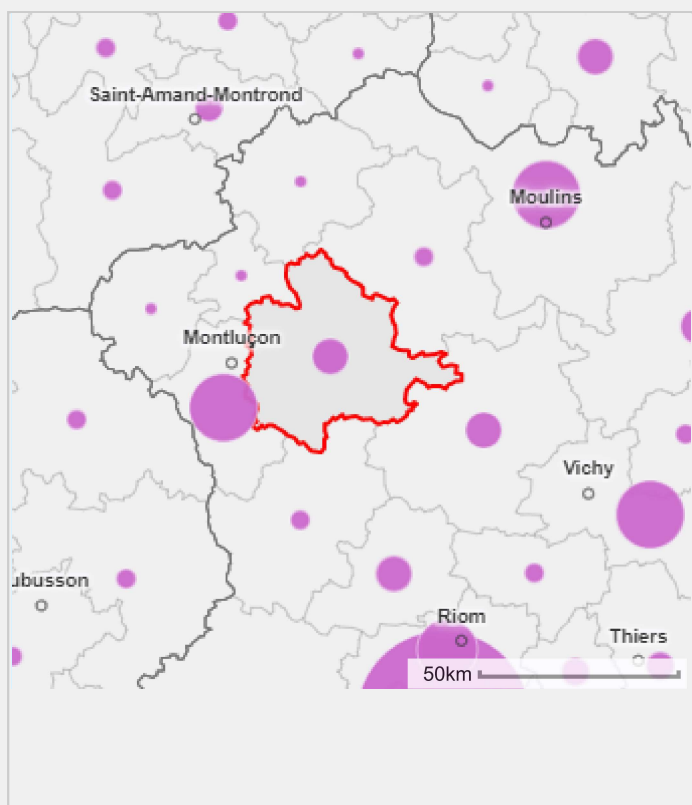 Saint-Amand-Montrond
Moulins
Montluçon
Vichy
ubusson
Riom
Thiers
50km